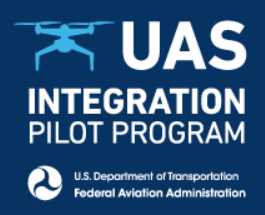 UAS
INTEGRATION
PILOT PROGRAM
U.S. Department of Transportation
Federal Aviation Administration